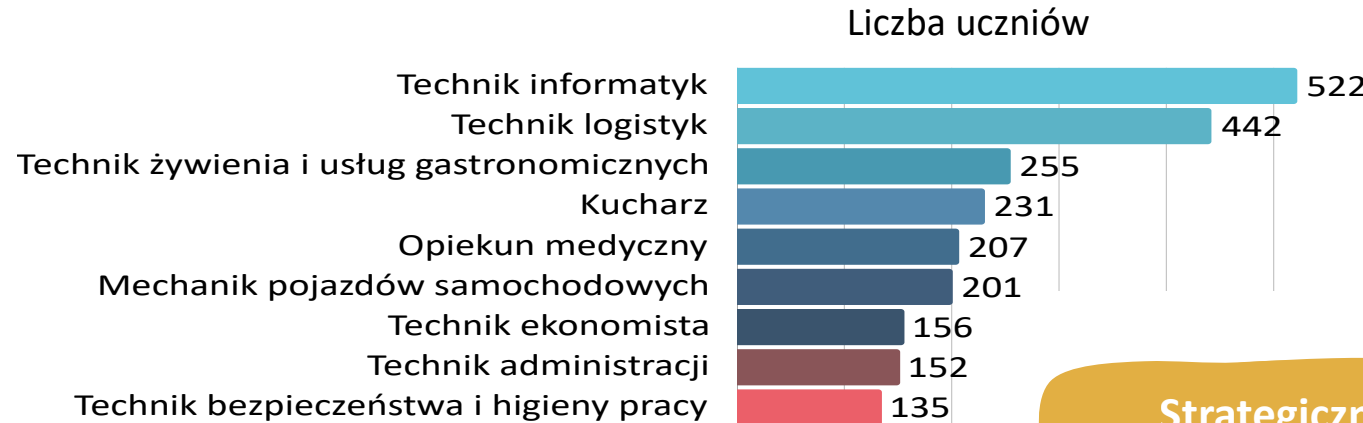 Liczba uczniów
Technik informatyk 522
Technik logistyk 442
Technik żywienia i usług gastronomicznych 255
Kucharz 231
Opiekun medyczny 207
Mechanik pojazdów samochodowych 201
Technik ekonomista 156
Technik administracji 152
Technik bezpieczeństwa i higieny pracy 135